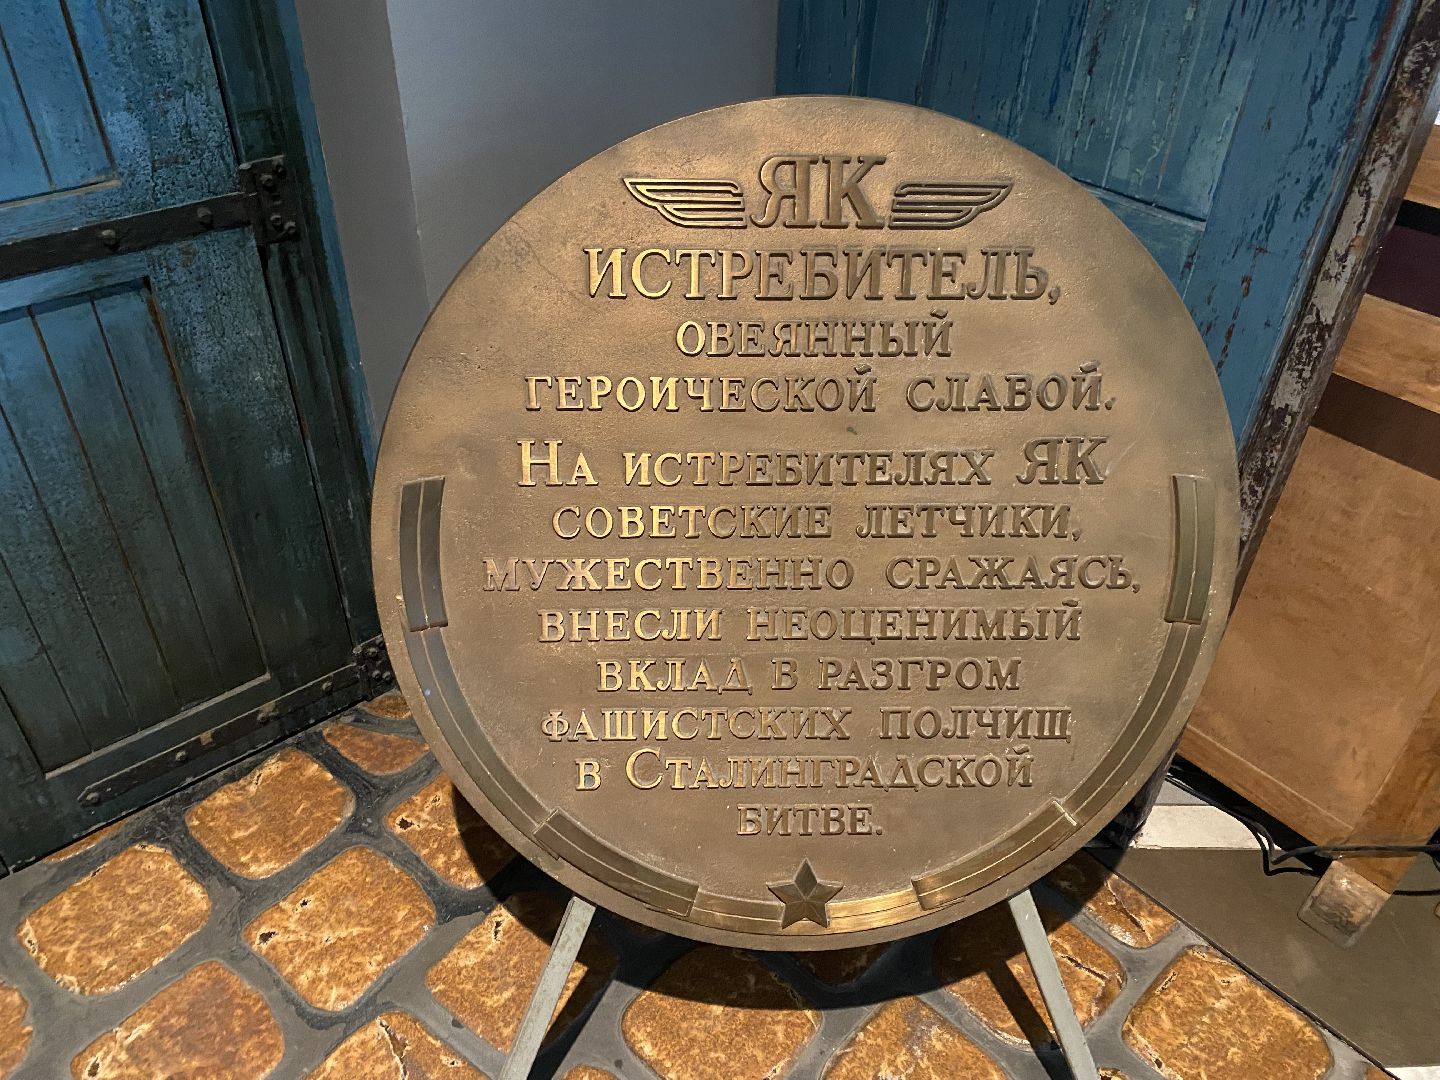 ЯК
ИСТРЕБИТЕЛЬ,
ОВЕЯННЫЙ
ГЕРОИЧЕСКОЙ СЛАВОЙ.
НА ИСТРЕБИТЕЛЯХ ЯК
СОВЕТСКИЕ ЛЕТЧИКИ,
МУЖЕСТВЕННО СРАЖАЯСЬ,
ВНЕСЛИ НЕОЦЕНИМЫЙ
ВКЛАД В РАЗГРОМ
ФАШИСТСКИХ ПОЛЧИЩ
В СТАЛИНГРАДСКОЙ
БИТВЕ.